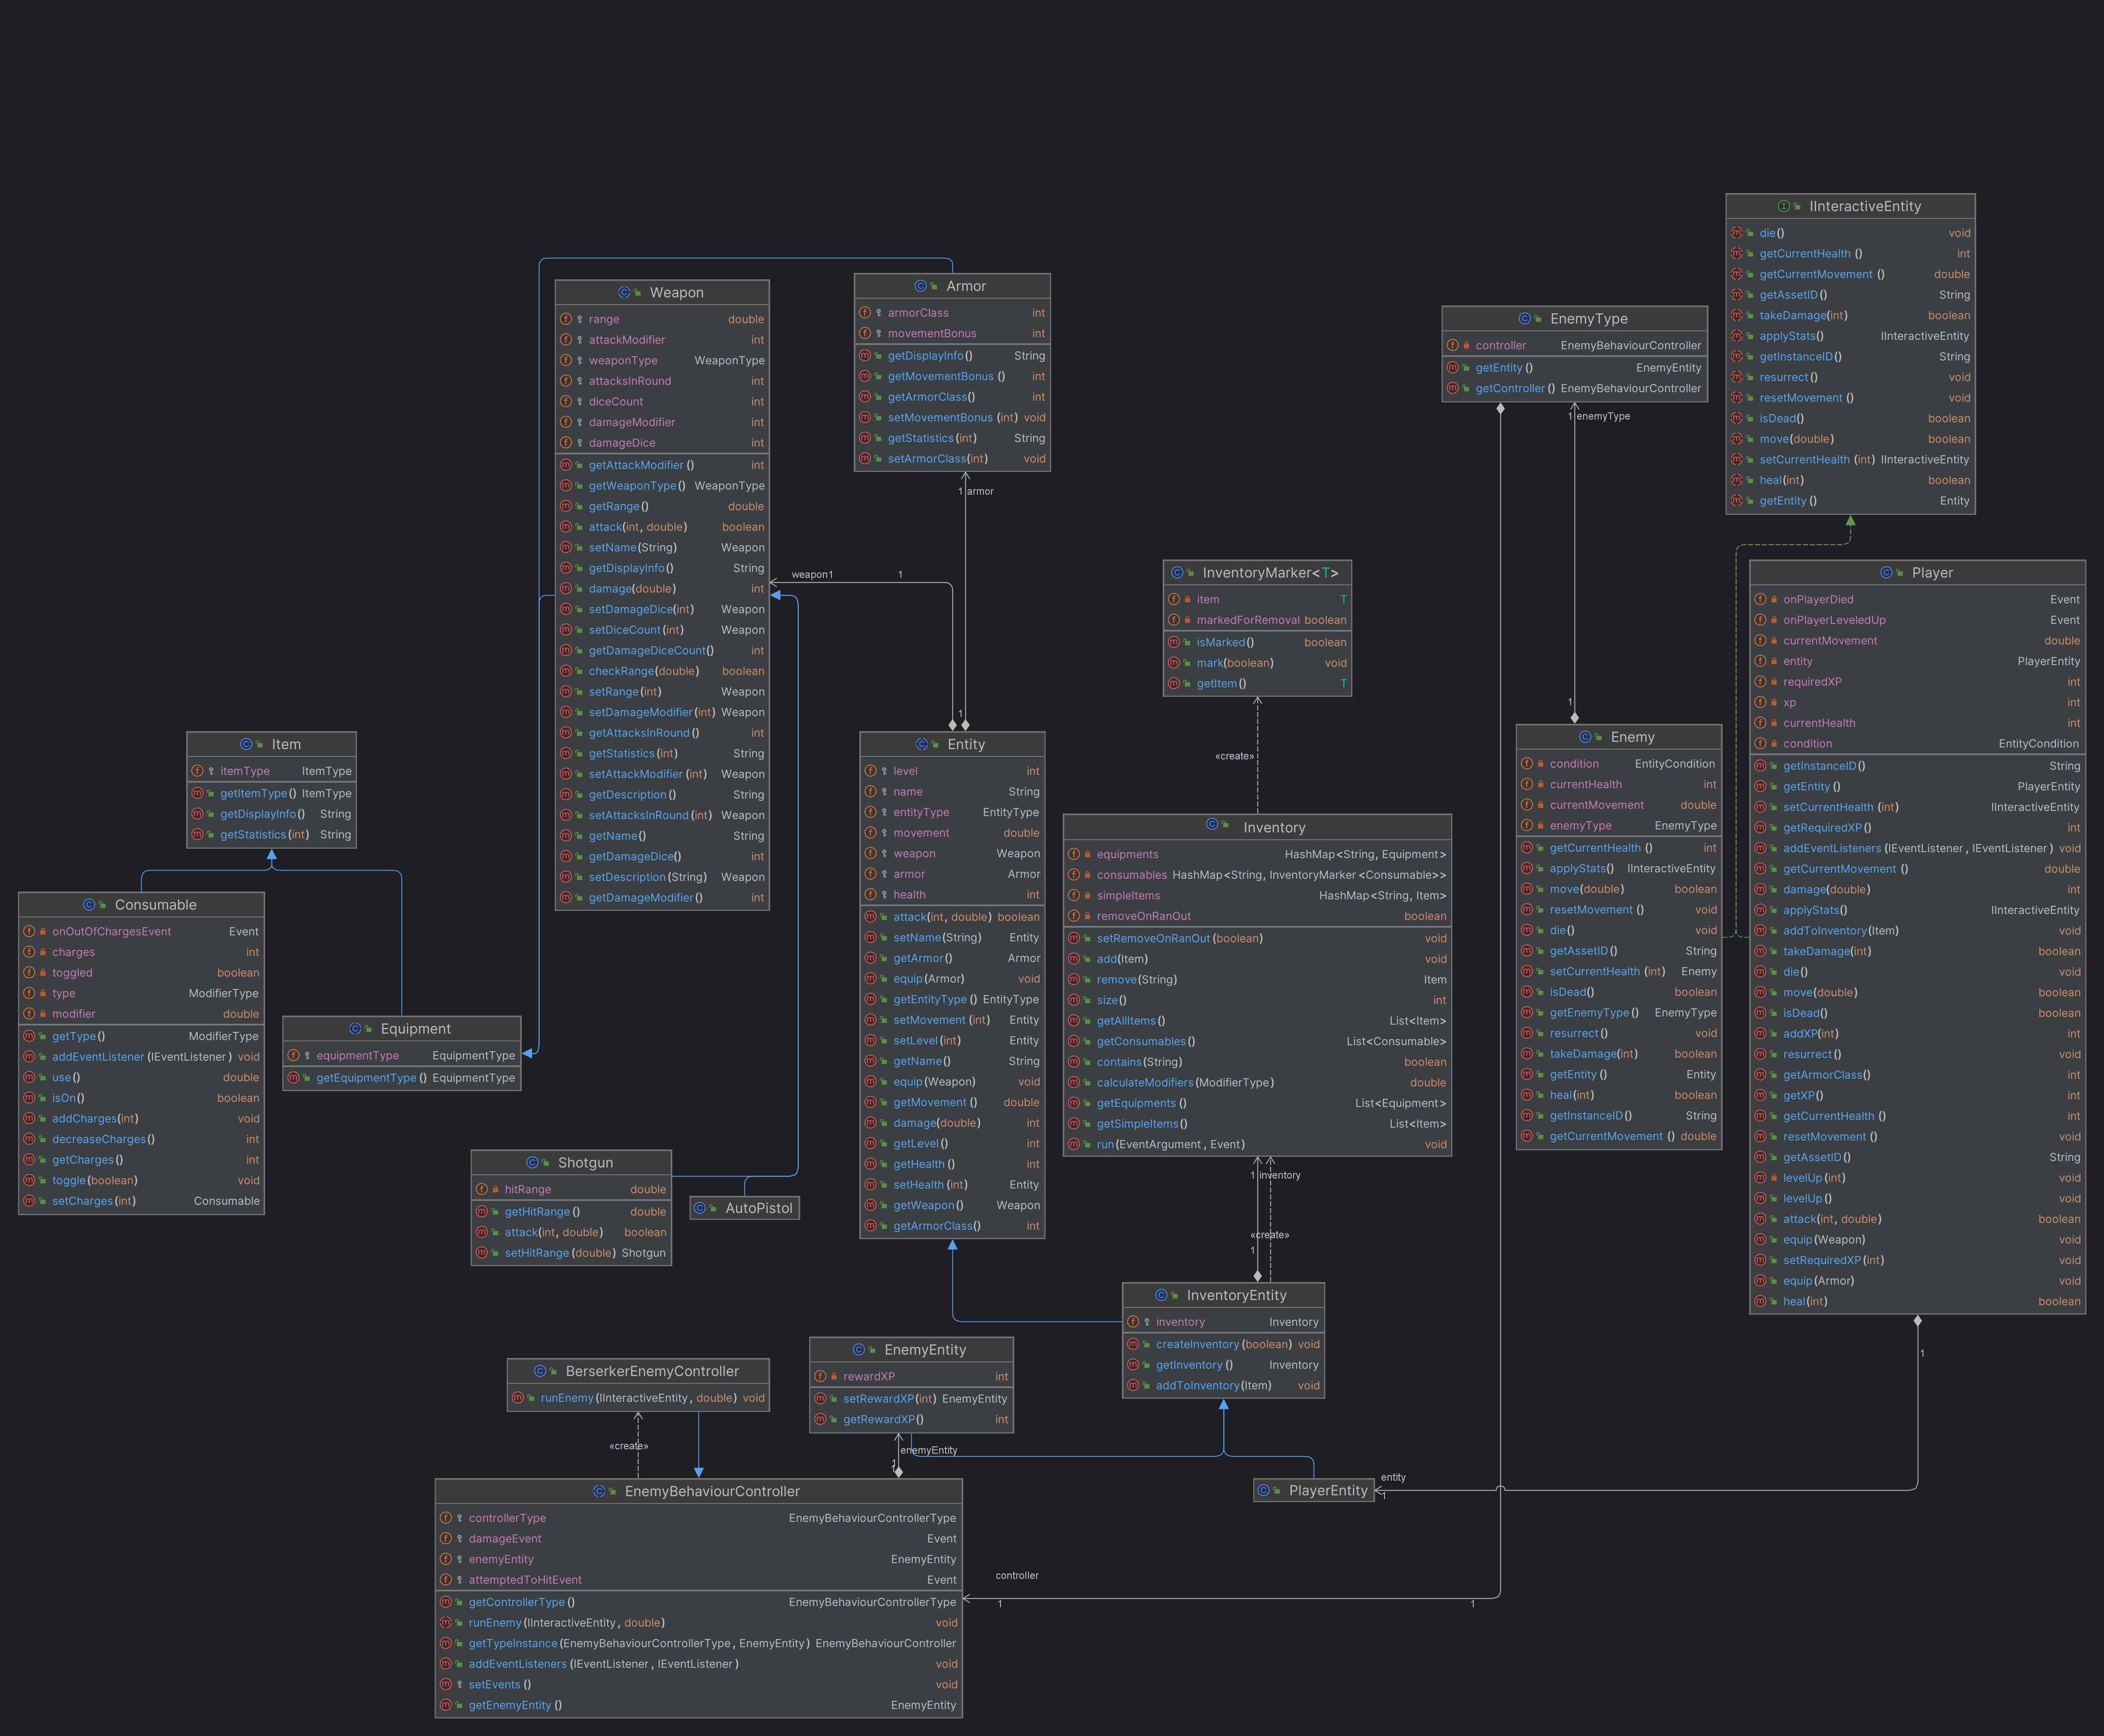 IInteractiveEntity
die() void
getCurrentHealth () int
getCurrentMovement () double
getAssetID() String
takeDamage(int) boolean
applyStats() IInteractiveEntity
getInstanceID() String
resurrect() void
resetMovement () void
isDead() boolean
move(double) boolean
setCurrentHealth (int) IInteractiveEntity
heal(int) boolean
getEntity () Entity
Weapon
range double
attackModifier int
weaponType WeaponType
attacksInRound int
diceCount int
damageModifier int
damageDice int
getAttackModifier () int
getWeaponType() WeaponType
getRange() double
attack(int, double) boolean
setName(String) Weapon
getDisplayInfo() String
damage(double) int
setDamageDice(int) Weapon
setDiceCount(int) Weapon
getDamageDiceCount() int
checkRange(double) boolean
setRange(int) Weapon
setDamageModifier(int) Weapon
getAttacksInRound() int
getStatistics(int) String
setAttackModifier (int) Weapon
getDescription() String
setAttacksInRound(int) Weapon
getName() String
getDamageDice() int
setDescription(String) Weapon
getDamageModifier() int
Armor
armorClass int
movementBonus int
getDisplayInfo() String
getMovementBonus () int
getArmorClass() int
setMovementBonus (int) void
getStatistics(int) String
setArmorClass(int) void
1 armor
weapon1 1
1
EnemyType
controller EnemyBehaviourController
getEntity () EnemyEntity
getController() EnemyBehaviourController
1 enemyType
1
InventoryMarker<T>
item T
markedForRemoval boolean
isMarked() boolean
mark(boolean) void
getItem() T
«create»
Player
onPlayerDied Event
onPlayerLeveledUp Event
currentMovement double
entity PlayerEntity
requiredXP int
xp int
currentHealth int
condition EntityCondition
getInstanceID() String
getEntity () PlayerEntity
setCurrentHealth (int) IInteractiveEntity
getRequiredXP() int
addEventListeners (IEventListener, IEventListener) void
getCurrentMovement () double
damage(double) int
applyStats() IInteractiveEntity
addToInventory(Item) void
takeDamage(int) boolean
die() void
move(double) boolean
isDead() boolean
addXP(int) int
resurrect() void
getArmorClass() int
getXP() int
getCurrentHealth () int
resetMovement () void
getAssetID() String
levelUp(int) void
levelUp() void
attack(int, double) boolean
equip(Weapon) void
setRequiredXP(int) void
equip(Armor) void
heal(int) boolean
1
Item
itemType ItemType
getItemType() ItemType
getDisplayInfo() String
getStatistics(int) String
Entity
level int
name String
entityType EntityType
movement double
weapon Weapon
armor Armor
health int
attack(int, double) boolean
setName(String) Entity
getArmor() Armor
equip(Armor) void
getEntityType() EntityType
setMovement (int) Entity
setLevel(int) Entity
getName() String
equip(Weapon) void
getMovement () double
damage(double) int
getLevel() int
getHealth () int
setHealth (int) Entity
getWeapon() Weapon
getArmorClass() int
Enemy
condition EntityCondition
currentHealth int
currentMovement double
enemyType EnemyType
getCurrentHealth () int
applyStats() IInteractiveEntity
move(double) boolean
resetMovement () void
die() void
getAssetID() String
setCurrentHealth (int) Enemy
isDead() boolean
getEnemyType() EnemyType
resurrect() void
takeDamage(int) boolean
getEntity () Entity
heal(int) boolean
getInstanceID() String
getCurrentMovement () double
Inventory
equipments HashMap<String, Equipment>
consumables HashMap<String, InventoryMarker<Consumable>>
simpleItems HashMap<String, Item>
removeOnRanOut boolean
setRemoveOnRanOut(boolean) void
add(Item) void
remove(String) Item
size() int
getAllItems() List<Item>
getConsumables() List<Consumable>
contains(String) boolean
calculateModifiers(ModifierType) double
getEquipments () List<Equipment>
getSimpleItems() List<Item>
run(EventArgument, Event) void
1 inventory
«create»
1
Consumable
onOutOfChargesEvent Event
charges int
toggled boolean
type ModifierType
modifier double
getType() ModifierType
addEventListener (IEventListener) void
use() double
isOn() boolean
addCharges(int) void
decreaseCharges() int
getCharges() int
toggle(boolean) void
setCharges(int) Consumable
Equipment
equipmentType EquipmentType
getEquipmentType() EquipmentType
Shotgun
hitRange double
getHitRange() double
attack(int, double) boolean
setHitRange(double) Shotgun
AutoPistol
InventoryEntity
inventory Inventory
createInventory(boolean) void
getInventory() Inventory
addToInventory(Item) void
EnemyEntity
rewardXP int
setRewardXP(int) EnemyEntity
getRewardXP() int
enemyEntity
1
1
BerserkerEnemyController
runEnemy(IInteractiveEntity, double) void
«create»
PlayerEntity
entity
1
EnemyBehaviourController
controllerType EnemyBehaviourControllerType
damageEvent Event
enemyEntity EnemyEntity
attemptedToHitEvent Event
getControllerType() EnemyBehaviourControllerType
runEnemy(IInteractiveEntity, double) void
getTypeInstance(EnemyBehaviourControllerType, EnemyEntity) EnemyBehaviourController
addEventListeners (IEventListener, IEventListener) void
setEvents() void
getEnemyEntity () EnemyEntity
controller
1 1